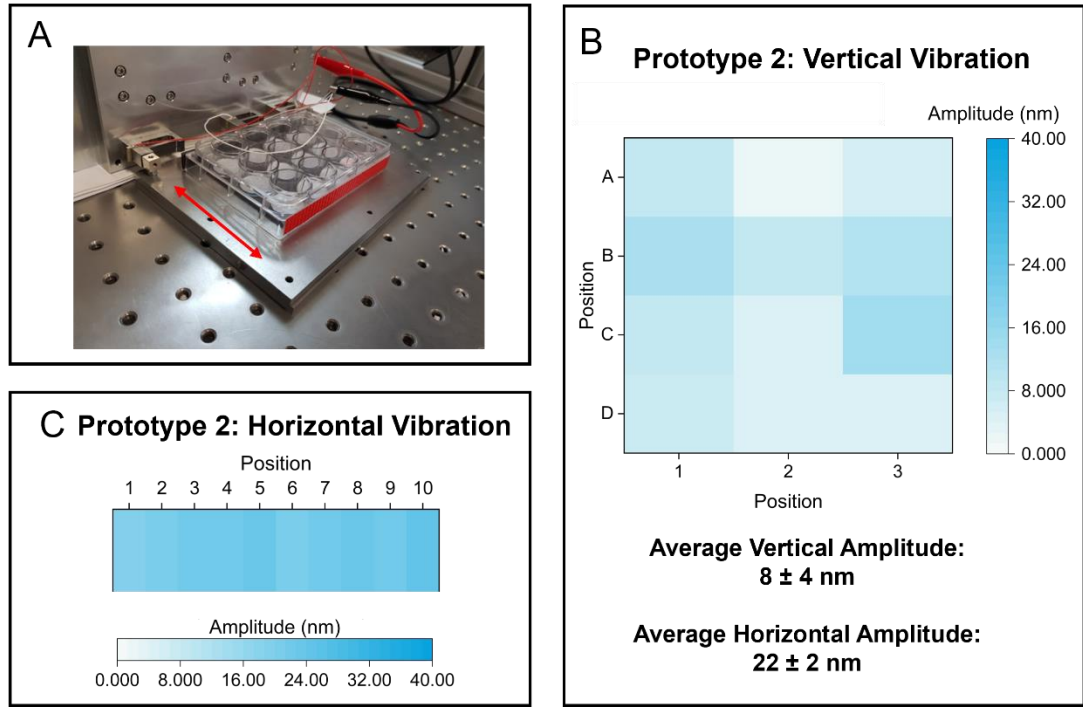 A
B
Prototype 2: Vertical Vibration
Amplitude (nm)
40.00
32.00
24.00
16.00
8.000
0.000
A
B
C
D
Position
1 2 3
Position
Average Vertical Amplitude:
8 ± 4 nm
Average Horizontal Amplitude:
22 ± 2 nm
C Prototype 2: Horizontal Vibration
Position
1 2 3 4 5 6 7 8 9 10
Amplitude (nm)
0.000 8.000 16.00 24.00 32.00 40.00